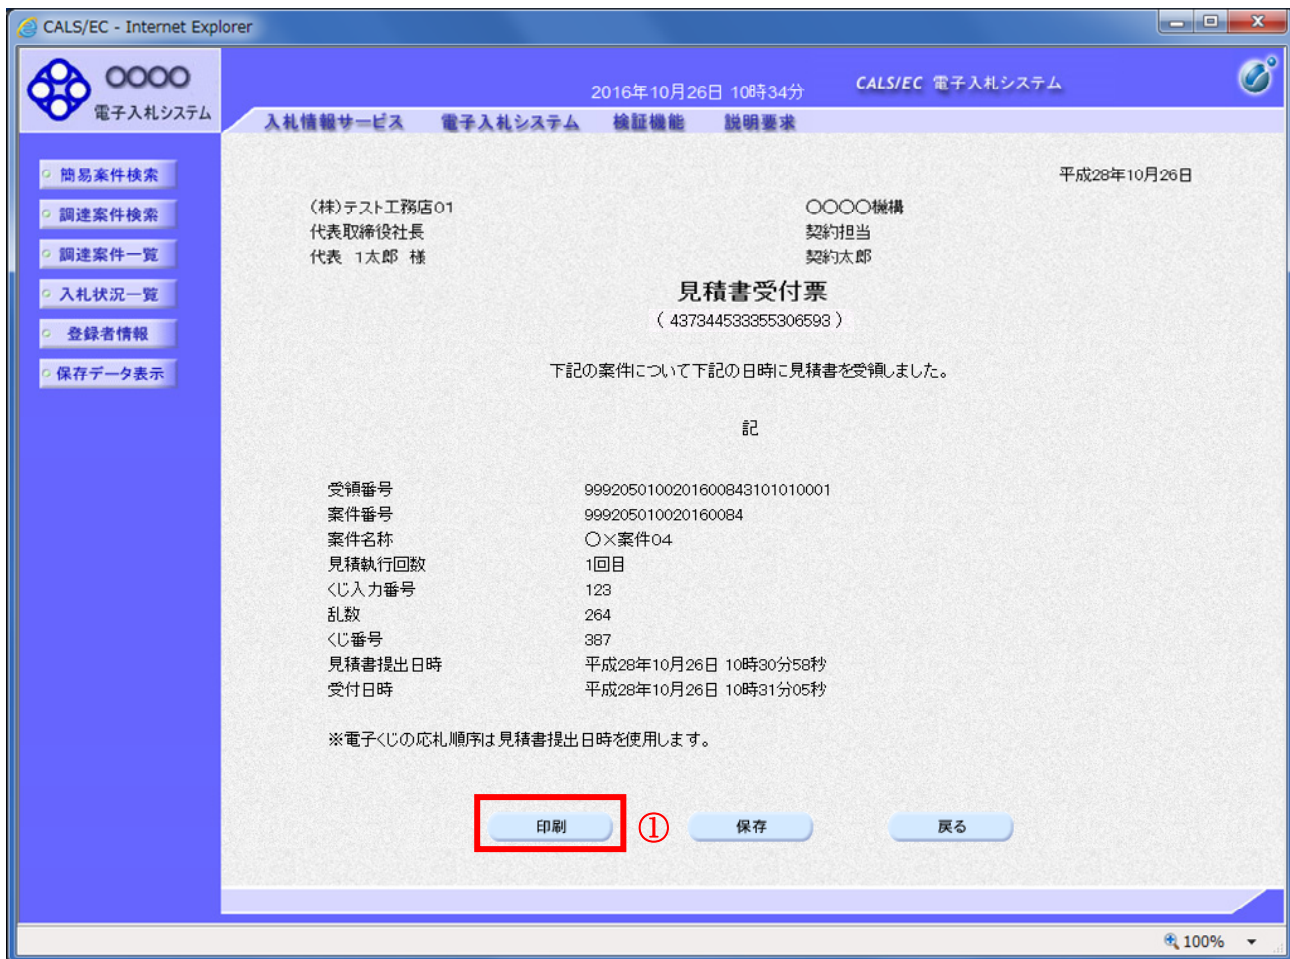 CALS/EC - Internet Explorer
〇〇〇〇
電子入札システム
2016年10月26日 10時34分
CALS/EC 電子入札システム
入札情報サービス 電子入札システム 検証機能 説明要求
簡易案件検索
調達案件検索
調達案件一覧
入札状況一覧
登録者情報
保存データ表示
平成28年10月26日
(株)テスト工務店01
代表取締役社長
代表 1太郎 様
〇〇〇〇機構
契約担当
契約太郎
見積書受付票
( 437344533355306593 )
下記の案件について下記の日時に見積書を受領しました。
記
受領番号 9992050100201600843101010001
案件番号 999205010020160084
案件名称 〇×案件04
見積執行回数 1回目
くじ入力番号 123
乱数 264
くじ番号 387
見積書提出日時 平成28年10月26日 10時30分58秒
受付日時 平成28年10月26日 10時31分05秒
※電子くじの応札順序は見積書提出日時を使用します。
印刷 ① 保存 戻る
100%